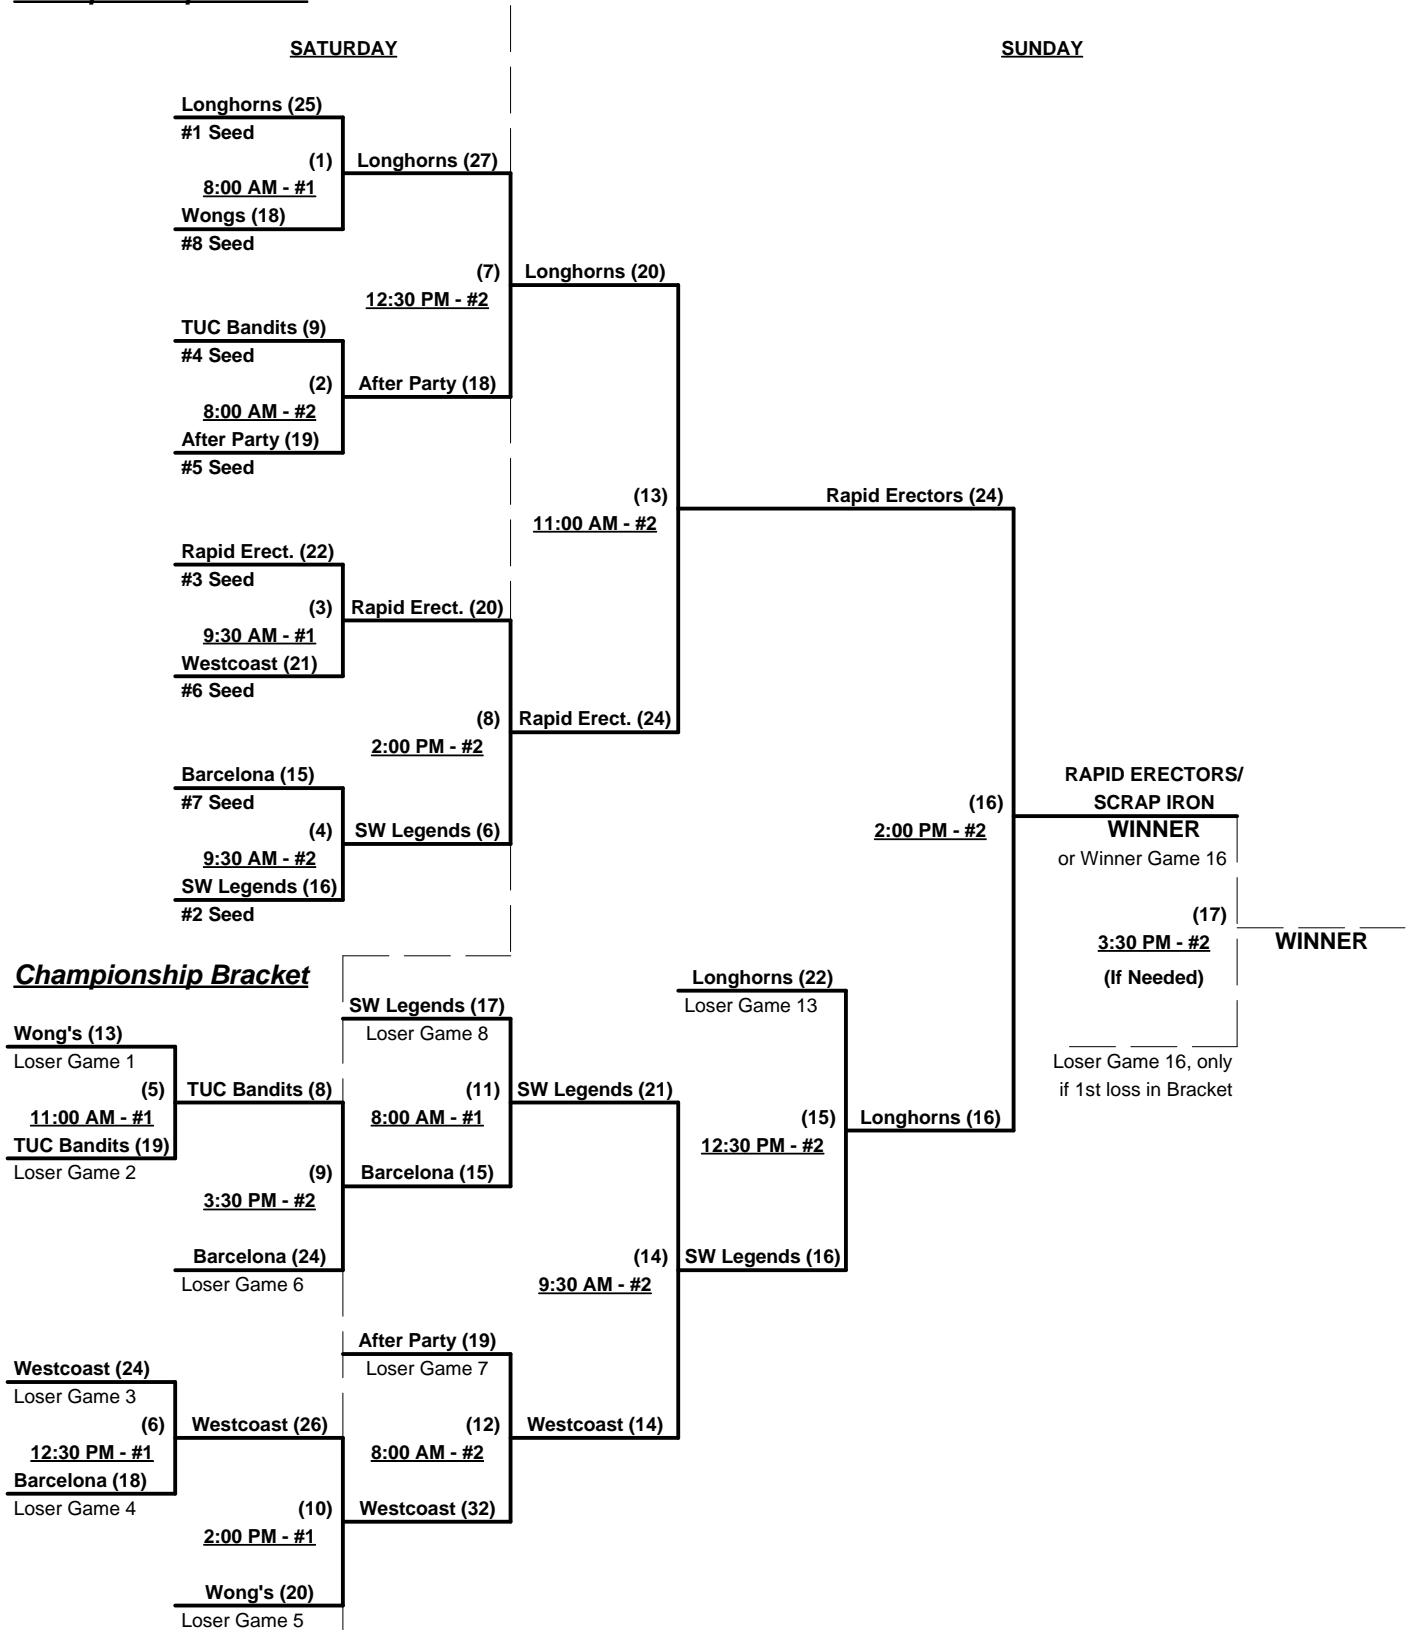 SATURDAY
SUNDAY
Longhorns (25)
#1 Seed
(1)
8:00 AM - #1
Wongs (18)
#8 Seed
Longhorns (27)
(7)
12:30 PM - #2
Longhorns (20)
TUC Bandits (9)
#4 Seed
(2)
8:00 AM - #2
After Party (19)
#5 Seed
After Party (18)
(13)
11:00 AM - #2
Rapid Erectors (24)
Rapid Erect. (22)
#3 Seed
(3)
9:30 AM - #1
Westcoast (21)
#6 Seed
Rapid Erect. (20)
(8)
2:00 PM - #2
Rapid Erect. (24)
Barcelona (15)
#7 Seed
(4)
9:30 AM - #2
SW Legends (16)
#2 Seed
SW Legends (6)
(16)
2:00 PM - #2
RAPID ERECTORS/
SCRAP IRON
WINNER
or Winner Game 16
(17)
3:30 PM - #2
(If Needed)
WINNER
Loser Game 16, only
if 1st loss in Bracket
Championship Bracket
Wong's (13)
Loser Game 1
(5)
11:00 AM - #1
TUC Bandits (19)
Loser Game 2
TUC Bandits (8)
(9)
3:30 PM - #2
Barcelona (24)
Loser Game 6
SW Legends (17)
Loser Game 8
(11)
8:00 AM - #1
Barcelona (15)
SW Legends (21)
(14)
9:30 AM - #2
Longhorns (22)
Loser Game 13
(15)
12:30 PM - #2
SW Legends (16)
Longhorns (16)
Westcoast (24)
Loser Game 3
(6)
12:30 PM - #1
Barcelona (18)
Loser Game 4
Westcoast (26)
(10)
2:00 PM - #1
Wong's (20)
Loser Game 5
After Party (19)
Loser Game 7
(12)
8:00 AM - #2
Westcoast (32)
Westcoast (14)